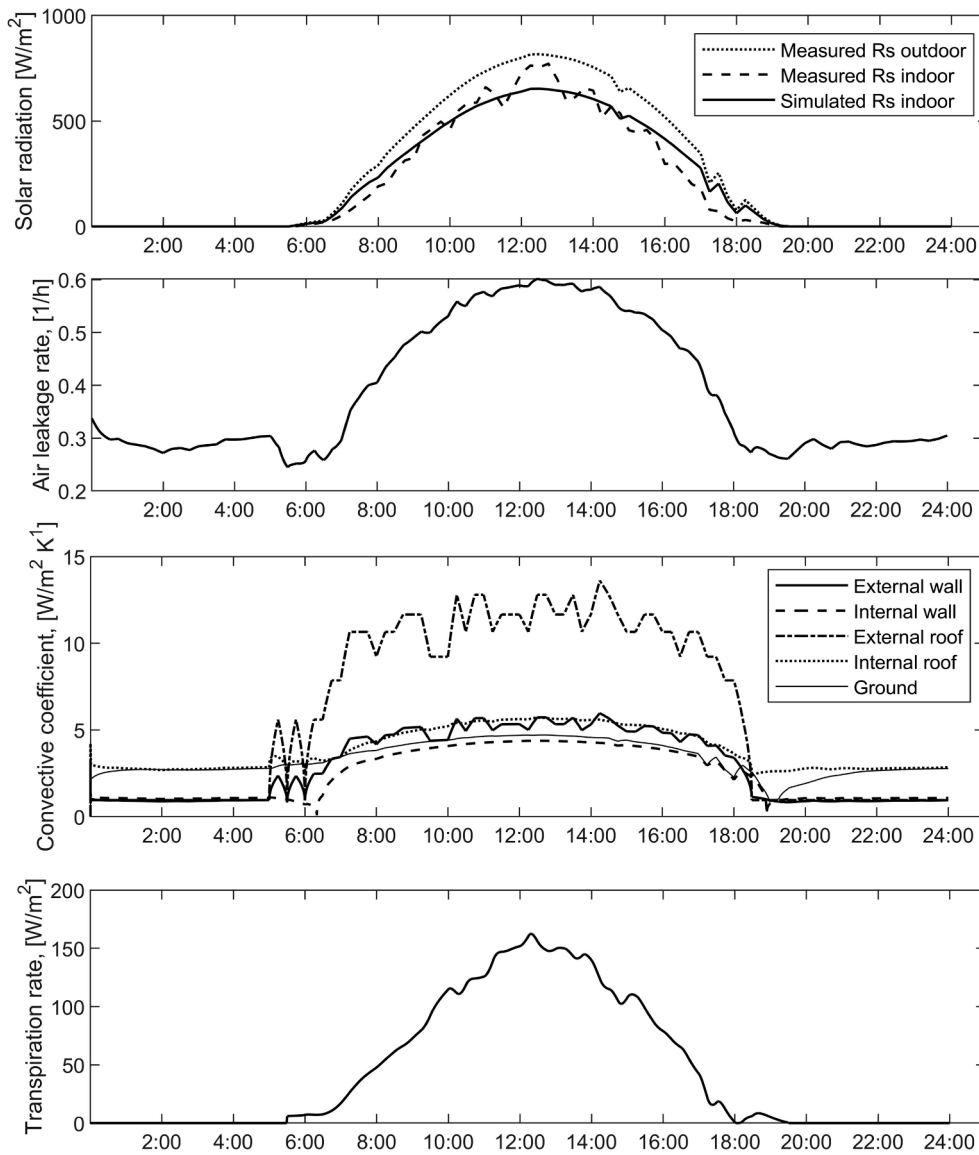 Solar radiation [W/m²]
1000
500
0
Measured Rs outdoor
Measured Rs indoor
Simulated Rs indoor
2:00 4:00 6:00 8:00 10:00 12:00 14:00 16:00 18:00 20:00 22:00 24:00
Air leakage rate, [1/h]
0.6
0.5
0.4
0.3
0.2
2:00 4:00 6:00 8:00 10:00 12:00 14:00 16:00 18:00 20:00 22:00 24:00
Convective coefficient, [W/m² K¹]
15
10
5
0
External wall
Internal wall
External roof
Internal roof
Ground
2:00 4:00 6:00 8:00 10:00 12:00 14:00 16:00 18:00 20:00 22:00 24:00
Transpiration rate, [W/m²]
200
150
100
50
0
2:00 4:00 6:00 8:00 10:00 12:00 14:00 16:00 18:00 20:00 22:00 24:00